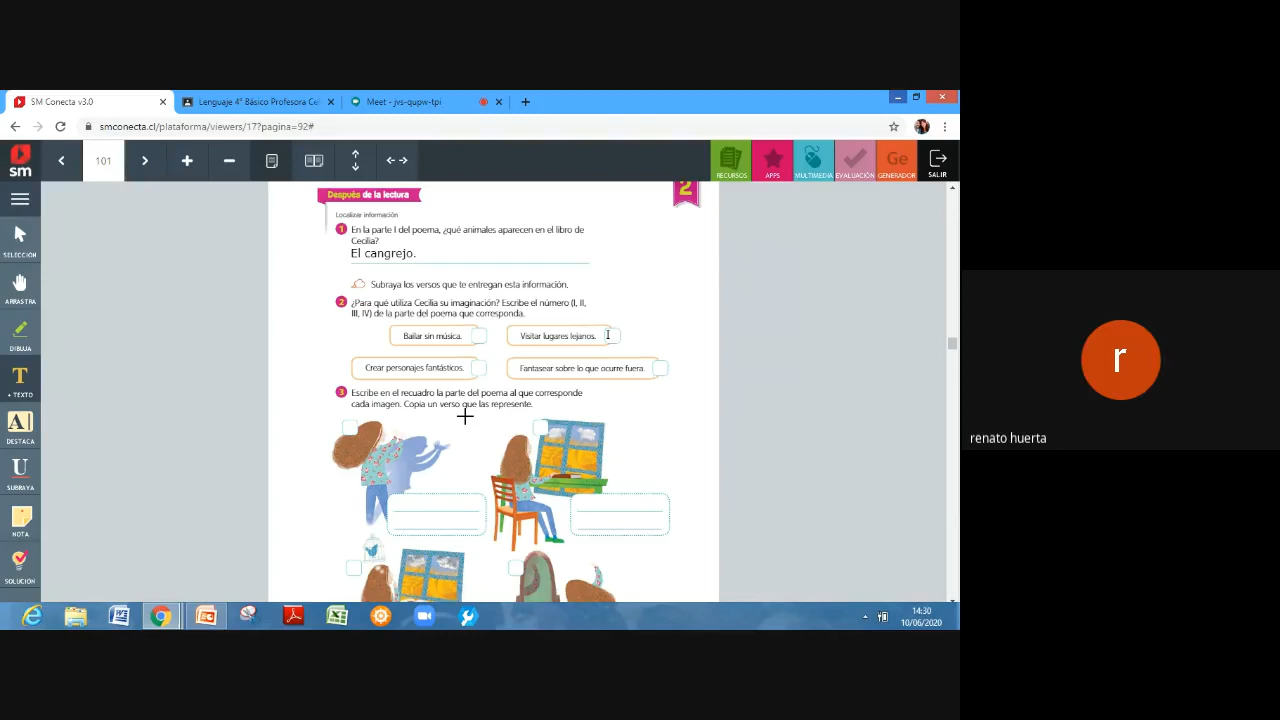 SM Conecta v3.0
Lenguaje 4° Básico Profesora Ce
Meet - jvs-qupw-tpi
smconecta.cl/plataforma/viewers/17?pagina=92#
sm
101
RECURSOS
APPS
MULTIMEDIA
EVALUACIÓN
Ge
GENERADOR
SALIR
SELECCIÓN
ARRASTRA
DIBUJA
T
+ TEXTO
A
DESTACA
U
SUBRAYA
NOTA
SOLUCIÓN
Después de la lectura
2
Localizar información
1 En la parte I del poema, ¿qué animales aparecen en el libro de
Cecilia?
El cangrejo.
Subraya los versos que te entregan esta información.
2 ¿Para qué utiliza Cecilia su imaginación? Escribe el número (I, II,
III, IV) de la parte del poema que corresponda.
Bailar sin música.
Visitar lugares lejanos.
Crear personajes fantásticos.
Fantasear sobre lo que ocurre fuera.
3 Escribe en el recuadro la parte del poema al que corresponde
cada imagen. Copia un verso que las represente.
r
renato huerta
14:30
10/06/2020